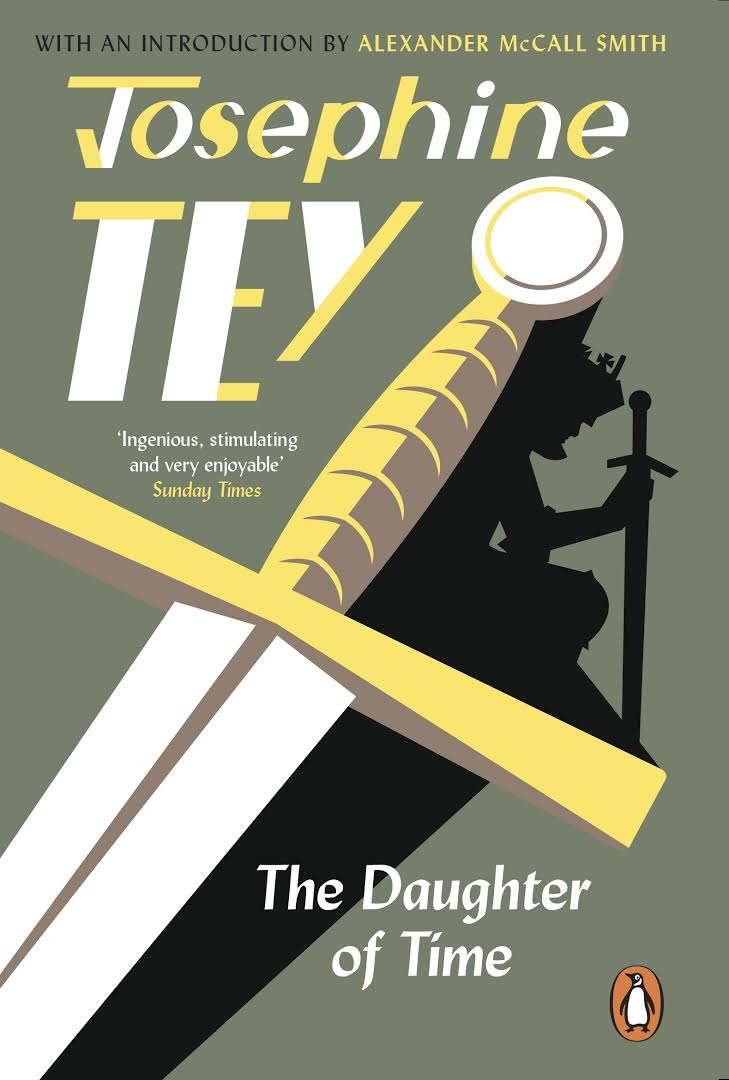 WITH AN INTRODUCTION BY ALEXANDER McCALL SMITH
Josephine
TEY
‘Ingenious, stimulating
and very enjoyable’
Sunday Times
The Daughter
of Time